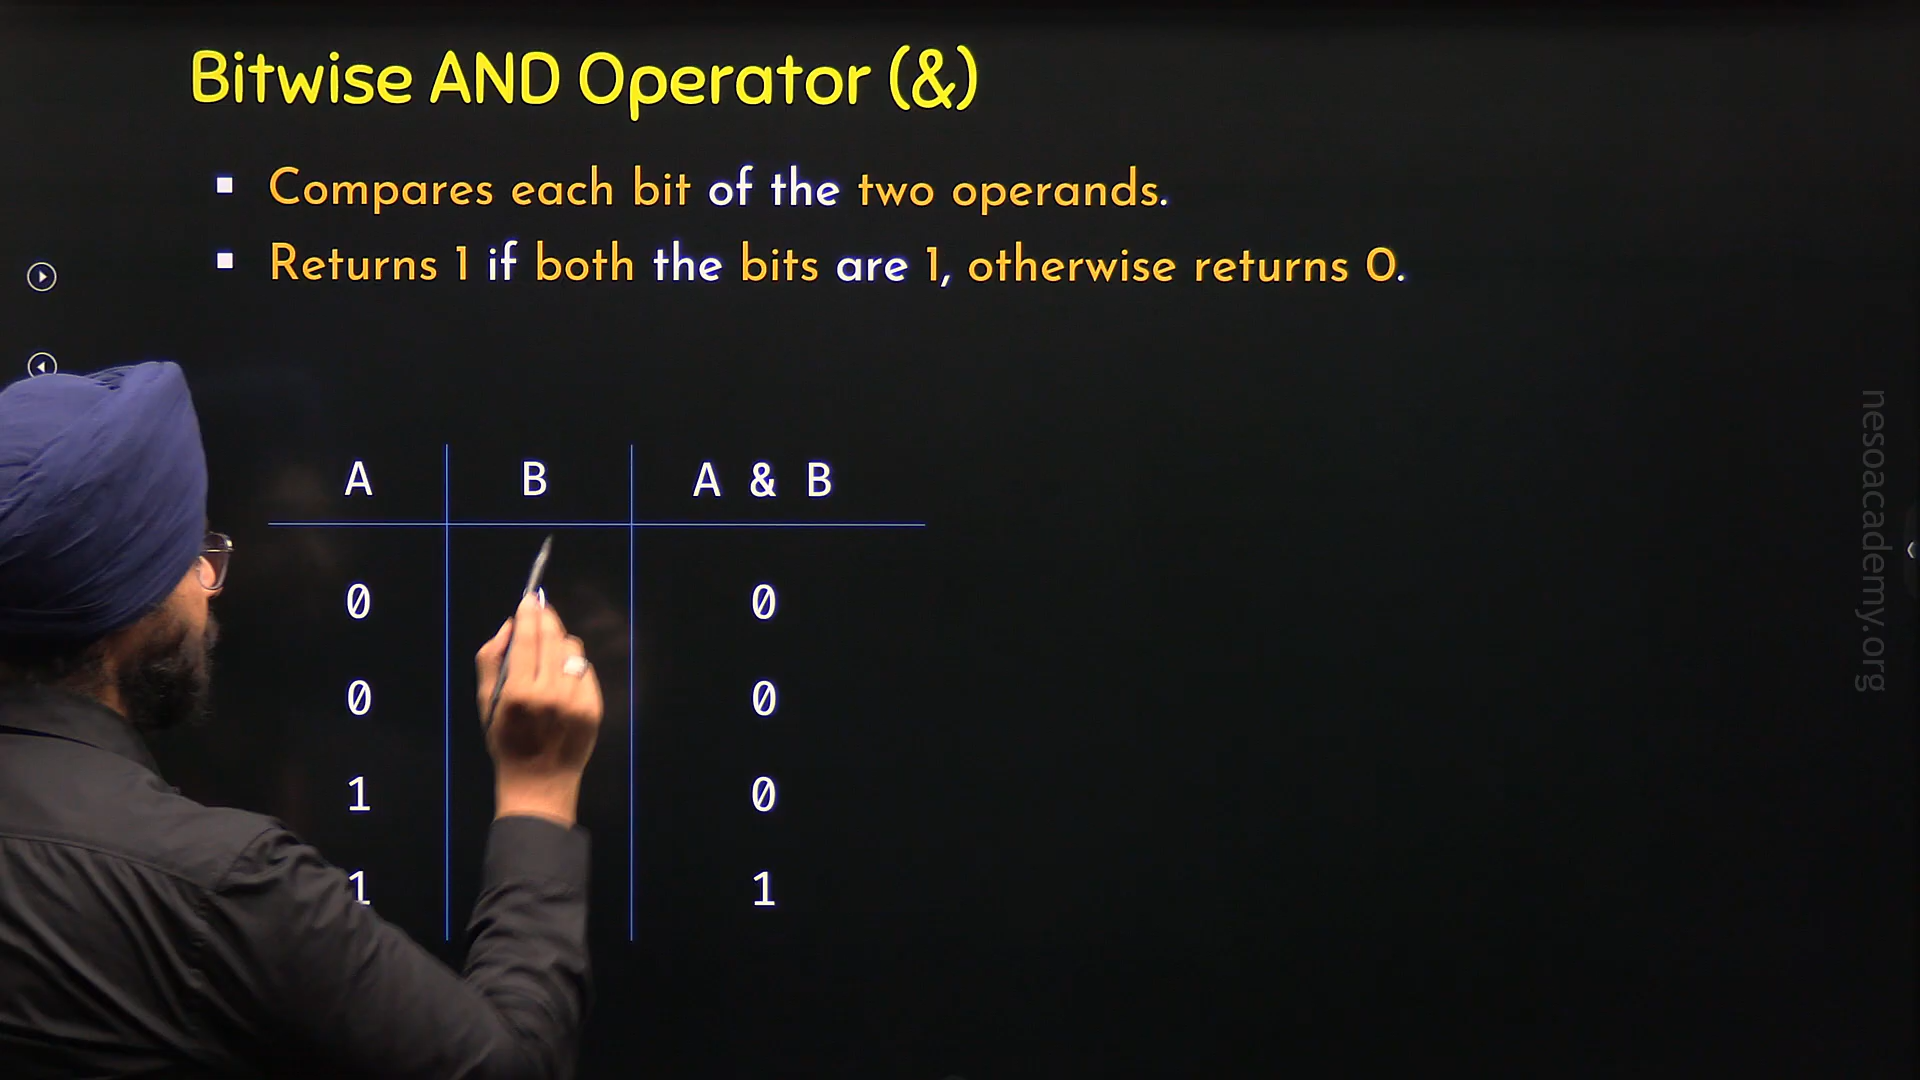 Bitwise AND Operator (&)
▪ Compares each bit of the two operands.
▪ Returns 1 if both the bits are 1, otherwise returns 0.
A B A & B
0 0
0 0
1 0
1 1
nesoacademy.org